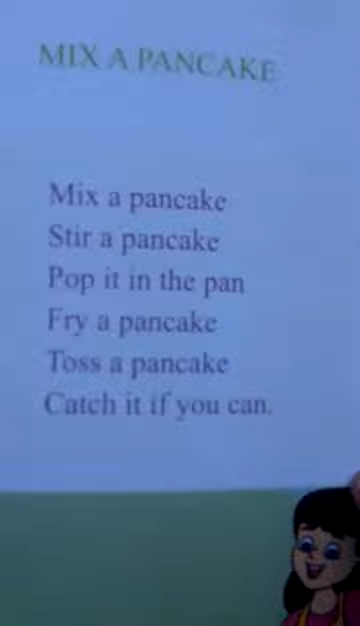 MIX A PANCAKE
Mix a pancake
Stir a pancake
Pop it in the pan
Fry a pancake
Toss a pancake
Catch it if you can.